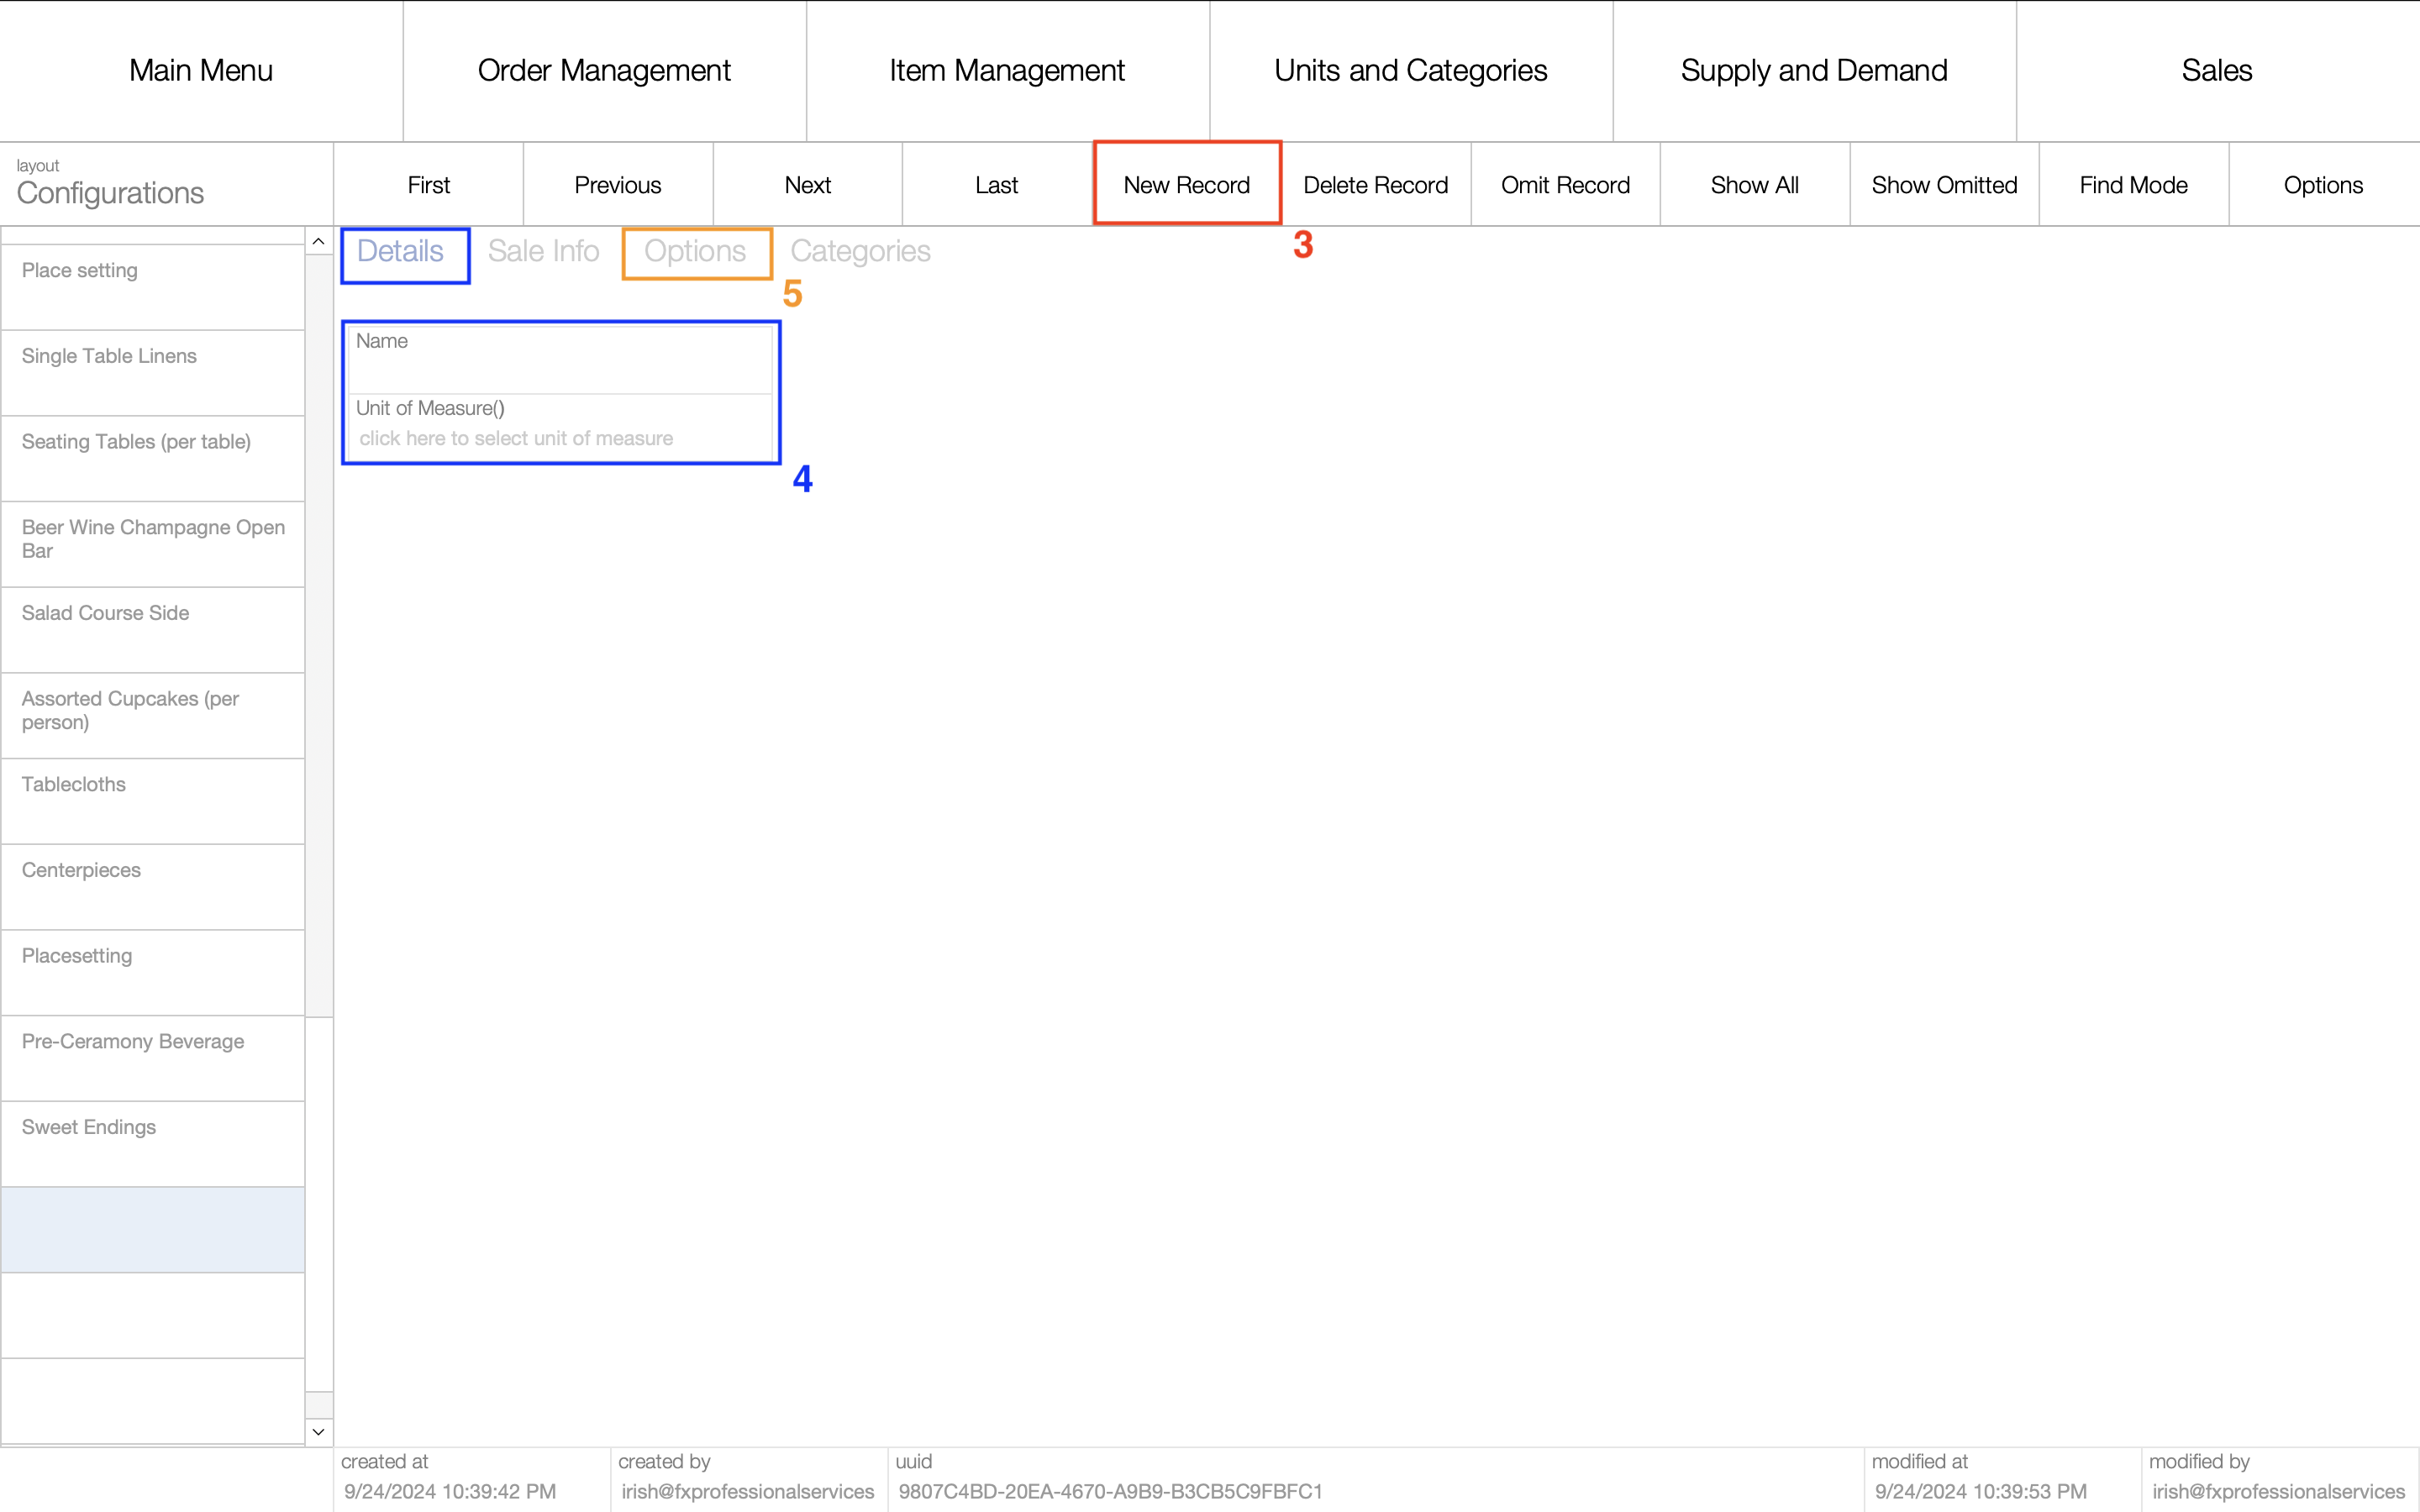 Main Menu
Order Management
Item Management
Units and Categories
Supply and Demand
Sales
layout
Configurations
First
Previous
Next
Last
New Record
Delete Record
Omit Record
Show All
Show Omitted
Find Mode
Options
3
Details
Sale Info
Options
Categories
5
Name
Unit of Measure()
click here to select unit of measure
4
Place setting
Single Table Linens
Seating Tables (per table)
Beer Wine Champagne Open
Bar
Salad Course Side
Assorted Cupcakes (per
person)
Tablecloths
Centerpieces
Placesetting
Pre-Ceramony Beverage
Sweet Endings
created at
9/24/2024 10:39:42 PM
created by
irish@fxprofessionalservices
uuid
9807C4BD-20EA-4670-A9B9-B3CB5C9FBFC1
modified at
9/24/2024 10:39:53 PM
modified by
irish@fxprofessionalservices